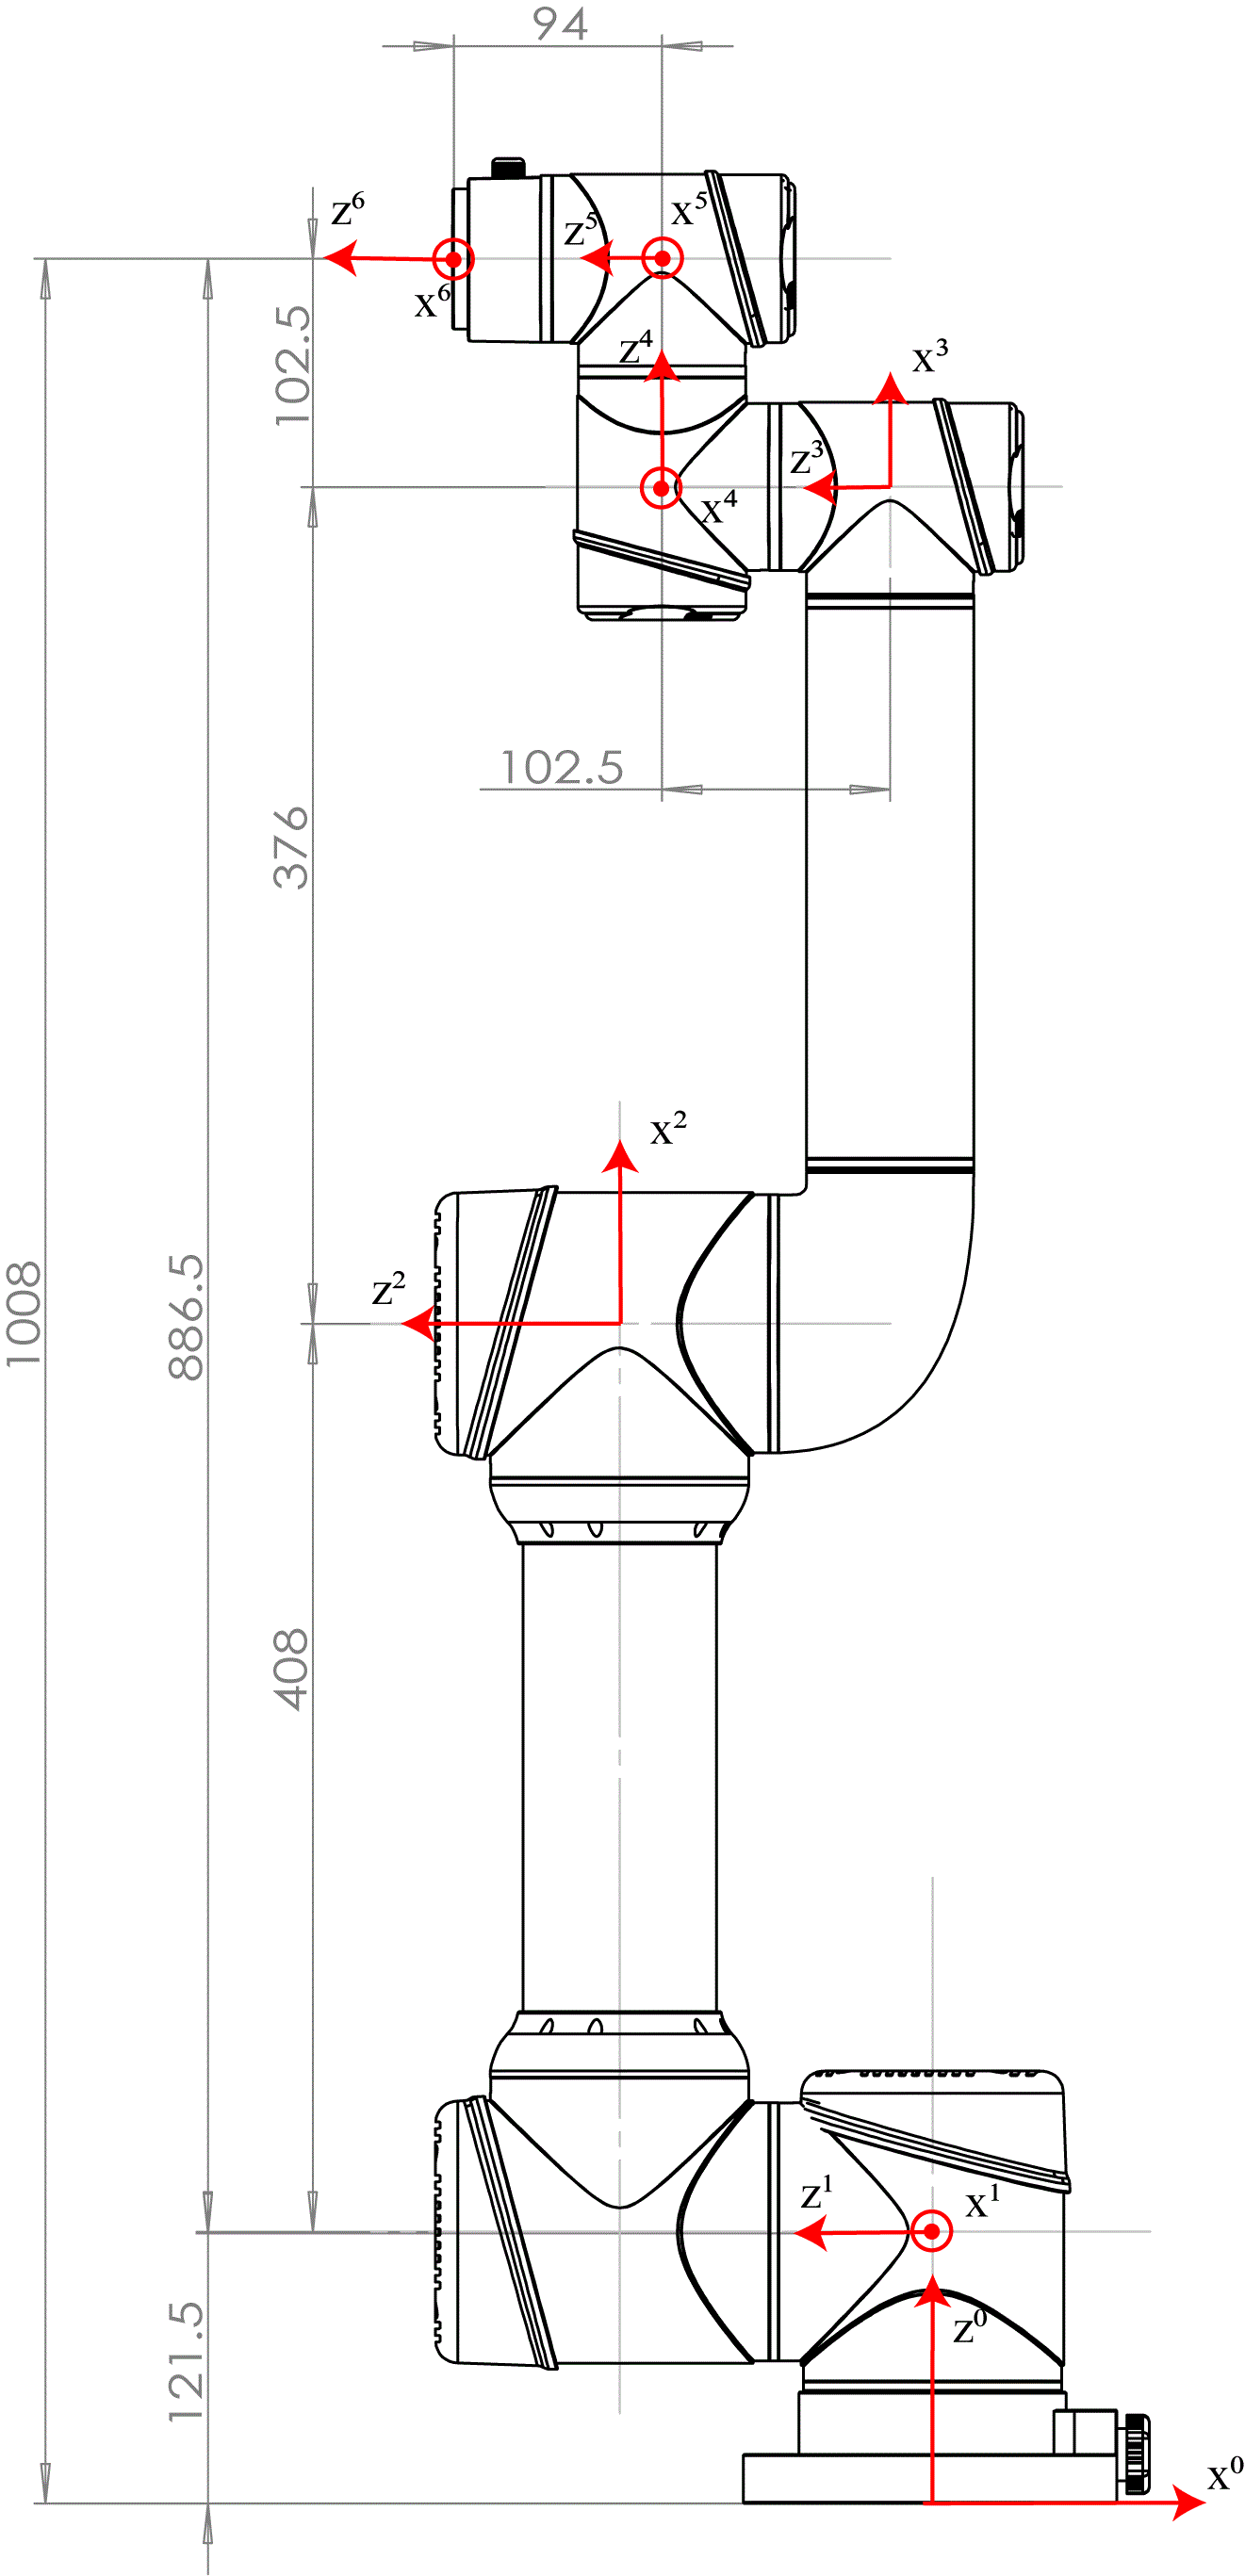 94
z⁶
z⁵
x⁵
x⁶
102.5
z⁴
x³
z³
x⁴
102.5
376
x²
z²
1008
886.5
408
z¹
x¹
z⁰
121.5
x⁰